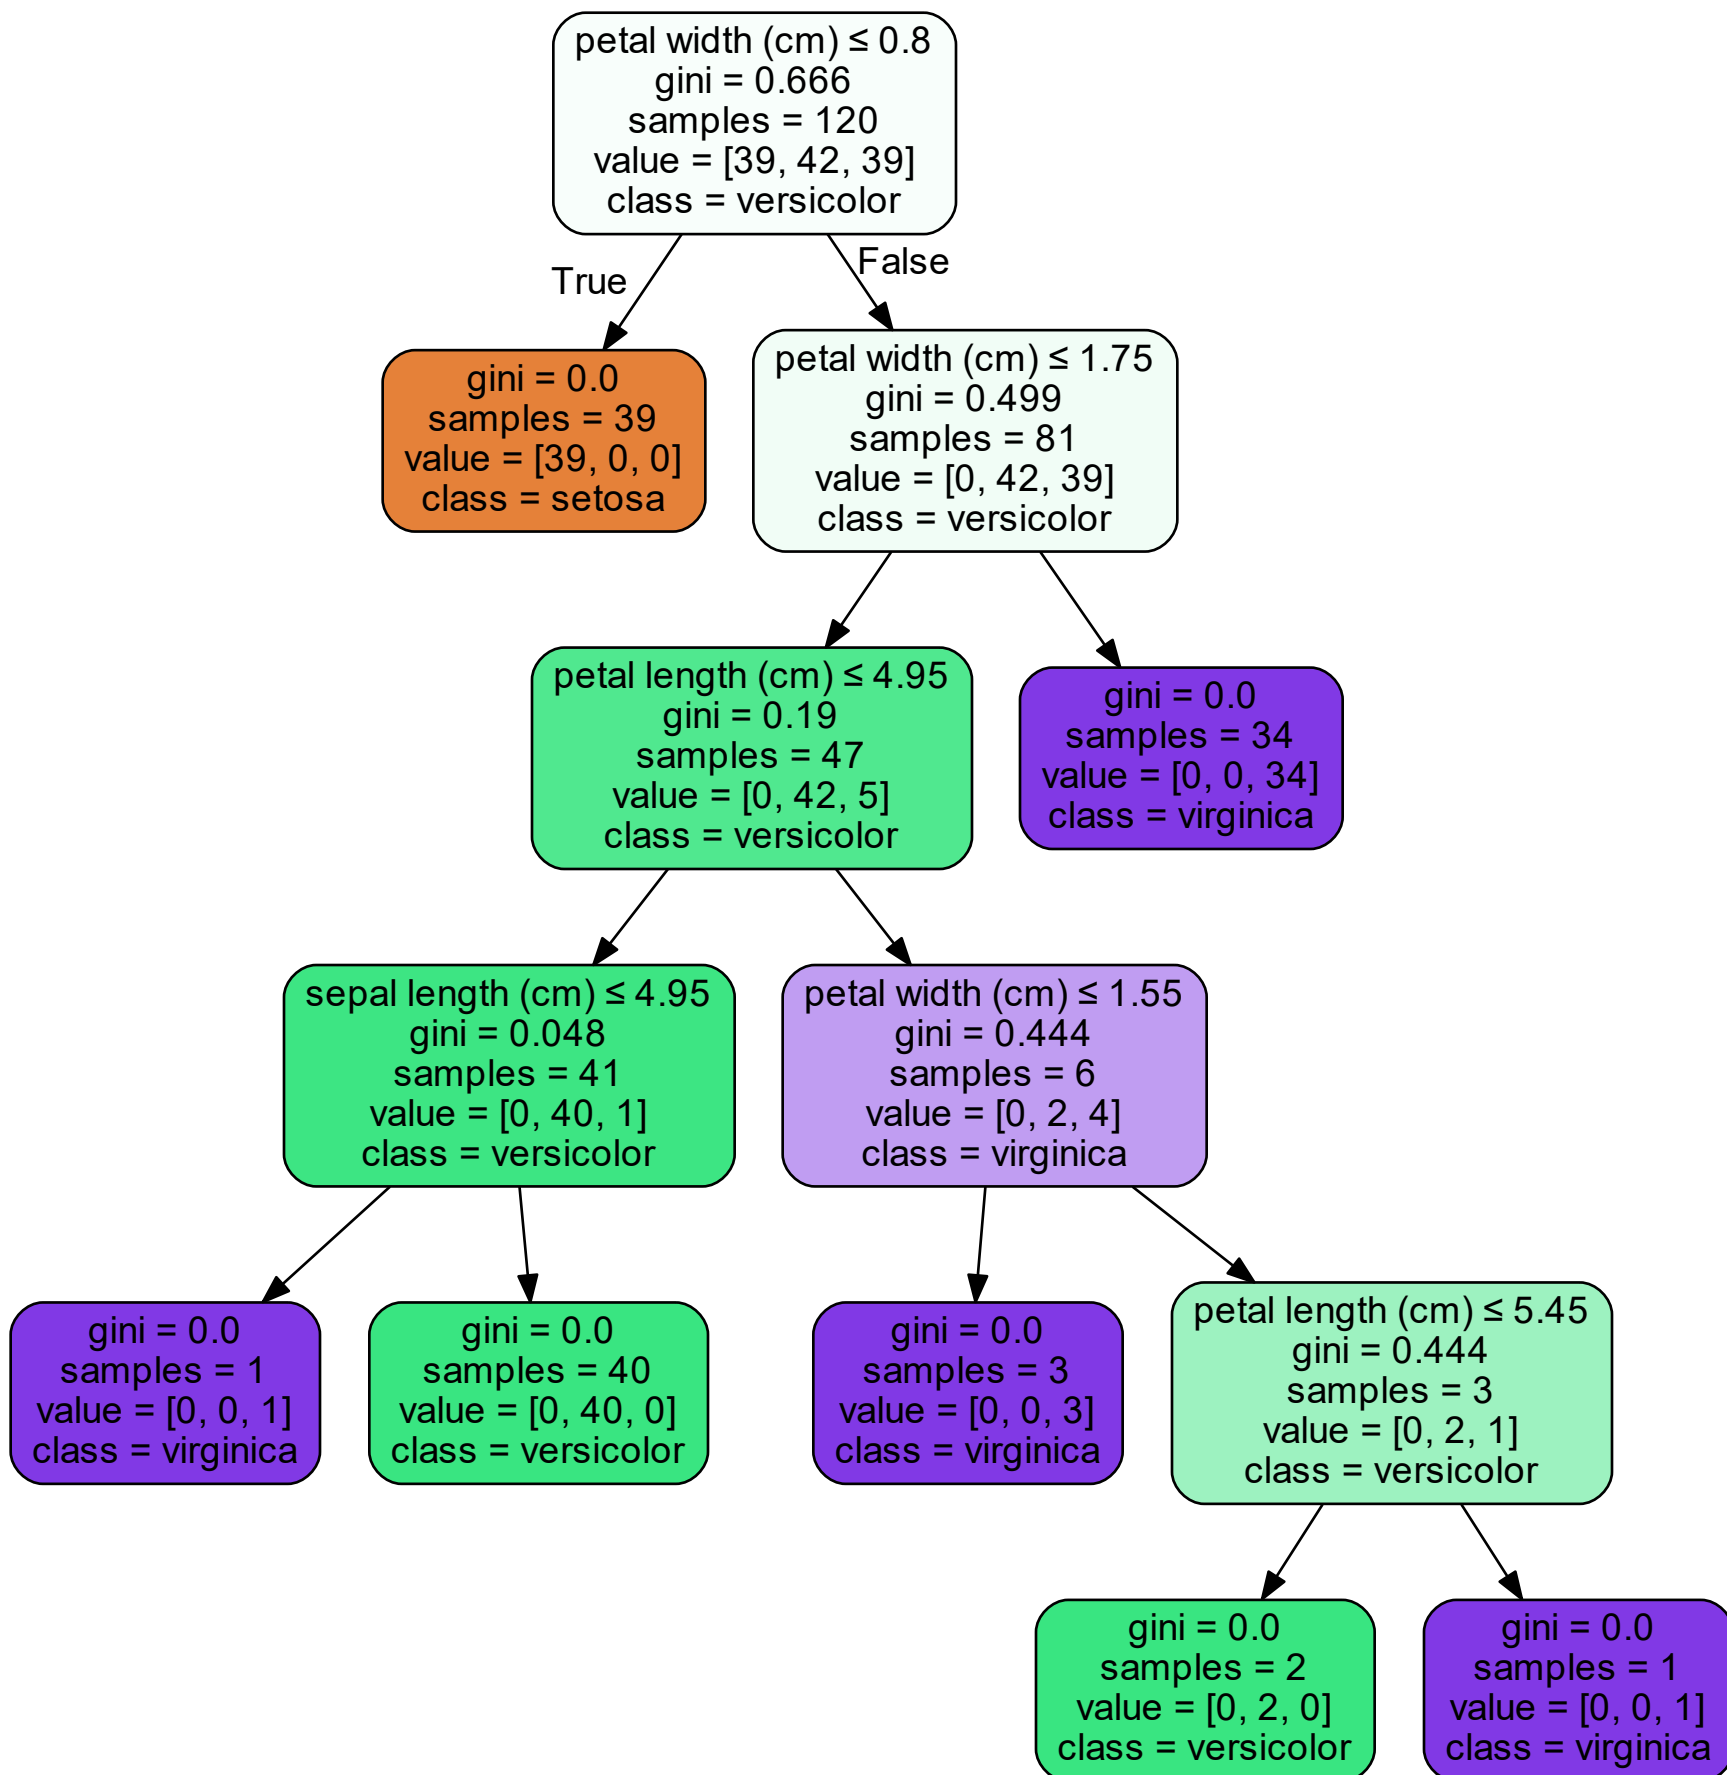 petal width (cm) ≤ 0.8
gini = 0.666
samples = 120
value = [39, 42, 39]
class = versicolor
True
False
gini = 0.0
samples = 39
value = [39, 0, 0]
class = setosa
petal width (cm) ≤ 1.75
gini = 0.499
samples = 81
value = [0, 42, 39]
class = versicolor
petal length (cm) ≤ 4.95
gini = 0.19
samples = 47
value = [0, 42, 5]
class = versicolor
gini = 0.0
samples = 34
value = [0, 0, 34]
class = virginica
sepal length (cm) ≤ 4.95
gini = 0.048
samples = 41
value = [0, 40, 1]
class = versicolor
petal width (cm) ≤ 1.55
gini = 0.444
samples = 6
value = [0, 2, 4]
class = virginica
gini = 0.0
samples = 1
value = [0, 0, 1]
class = virginica
gini = 0.0
samples = 40
value = [0, 40, 0]
class = versicolor
gini = 0.0
samples = 3
value = [0, 0, 3]
class = virginica
petal length (cm) ≤ 5.45
gini = 0.444
samples = 3
value = [0, 2, 1]
class = versicolor
gini = 0.0
samples = 2
value = [0, 2, 0]
class = versicolor
gini = 0.0
samples = 1
value = [0, 0, 1]
class = virginica